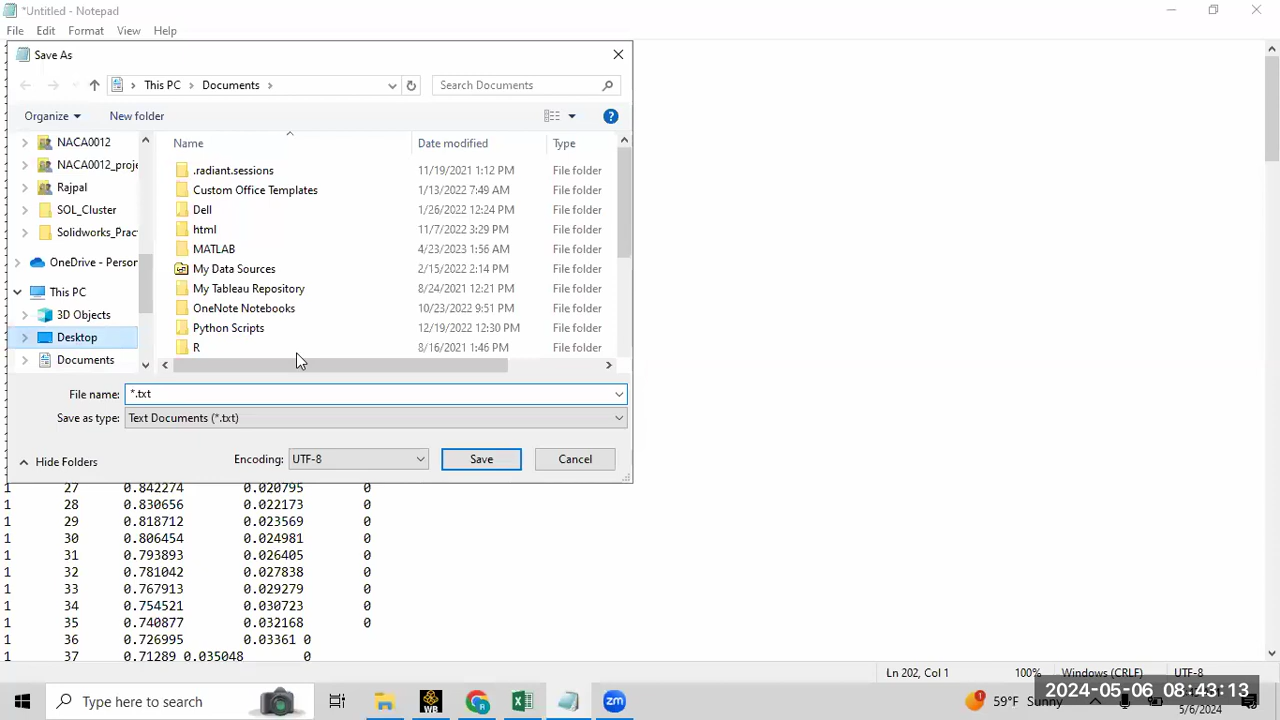 *Untitled - Notepad
File Edit Format View Help
Save As
This PC Documents Search Documents
Organize New folder
Name Date modified Type
NACA0012
NACA0012_proje
Rajpal
SOL_Cluster
Solidworks_Prac
OneDrive - Person
This PC
3D Objects
Desktop
Documents
.radiant.sessions 11/19/2021 1:12 PM File folder
Custom Office Templates 1/13/2022 7:49 AM File folder
Dell 1/26/2022 12:24 PM File folder
html 11/7/2022 3:29 PM File folder
MATLAB 4/23/2023 1:56 AM File folder
My Data Sources 2/15/2022 2:14 PM File folder
My Tableau Repository 8/24/2021 12:21 PM File folder
OneNote Notebooks 10/23/2022 9:51 PM File folder
Python Scripts 12/19/2022 12:30 PM File folder
R 8/16/2021 1:46 PM File folder
File name: *.txt
Save as type: Text Documents (*.txt)
Hide Folders Encoding: UTF-8 Save Cancel
1 27 0.842274 0.020795 0
1 28 0.830656 0.022173 0
1 29 0.818712 0.023569 0
1 30 0.806454 0.024981 0
1 31 0.793893 0.026405 0
1 32 0.781042 0.027838 0
1 33 0.767913 0.029279 0
1 34 0.754521 0.030723 0
1 35 0.740877 0.032168 0
1 36 0.726995 0.03361 0
1 37 0.71289 0.035048 0
Ln 202, Col 1 100% Windows (CRLF) UTF-8
Type here to search
WB
59°F Sunny
2024-05-06 08:43:13
5/6/2024